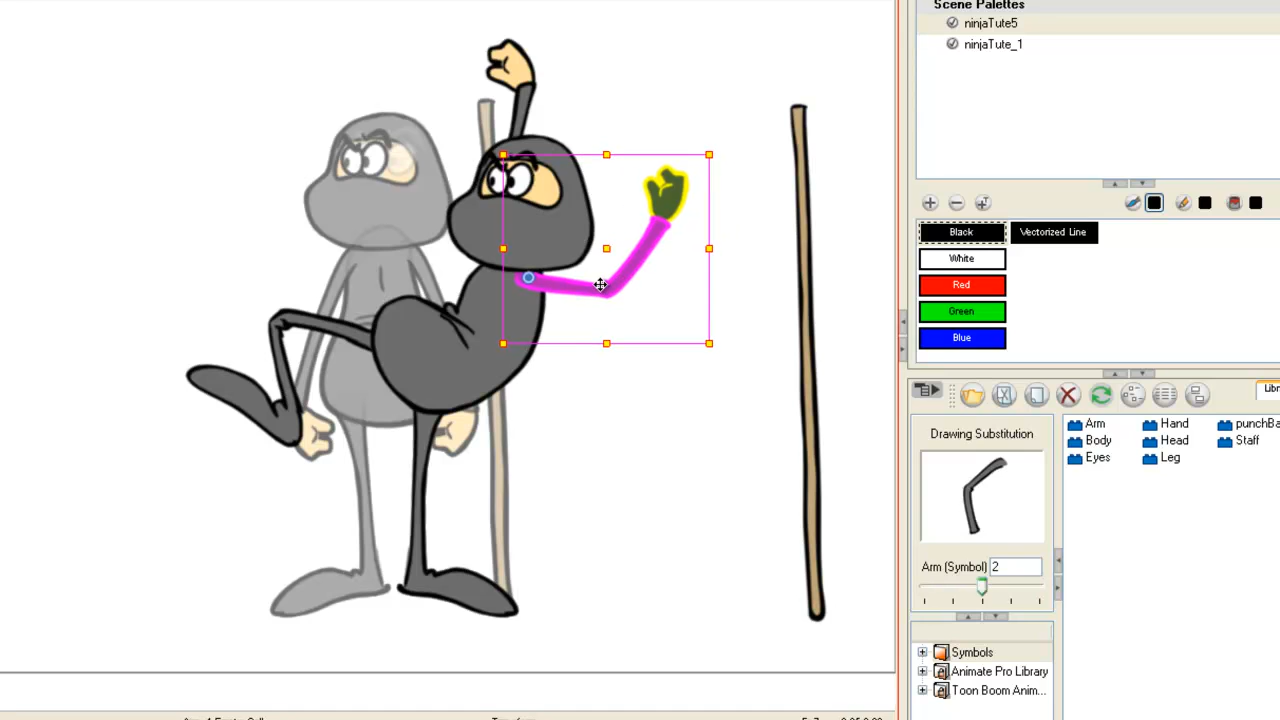 Scene Palettes
ninjaTute5
ninjaTute_1
Black
Vectorized Line
White
Red
Green
Blue
Drawing Substitution
Arm (Symbol) 2
Arm
Hand
Body
Head
Staff
Eyes
Leg
Symbols
Animate Pro Library
Toon Boom Anim...